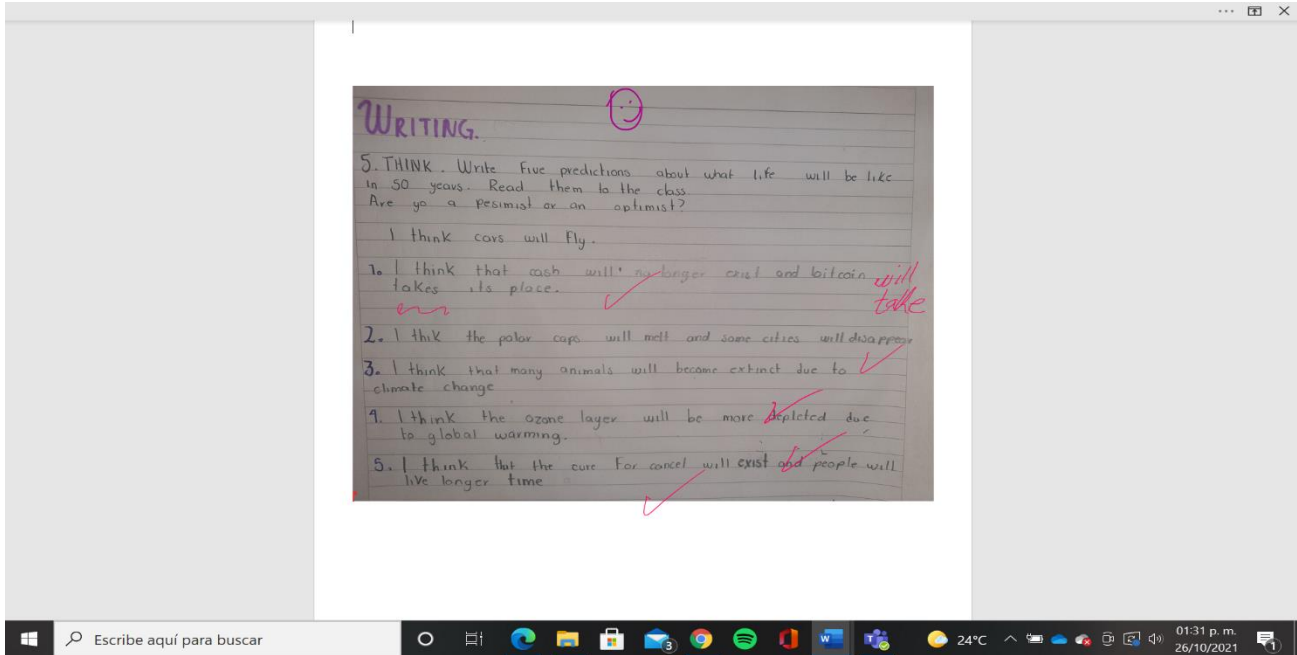 WRITING.
5. THINK. Write Five predictions about what life will be like
in 50 years. Read them to the class.
Are yo a pesimist or an optimist?
I think cars will Fly.
1. I think that cash will no longer exist and bitcoin will
takes its place. take
2. I thik the polar caps will melt and some cities will disappear
3. I think that many animals will become extinct due to
climate change
4. I think the ozone layer will be more depleted due
to global warming.
5. I think that the cure For cancel will exist and people will
live longer time
Escribe aquí para buscar
3
24°C
01:31 p. m.
26/10/2021
1